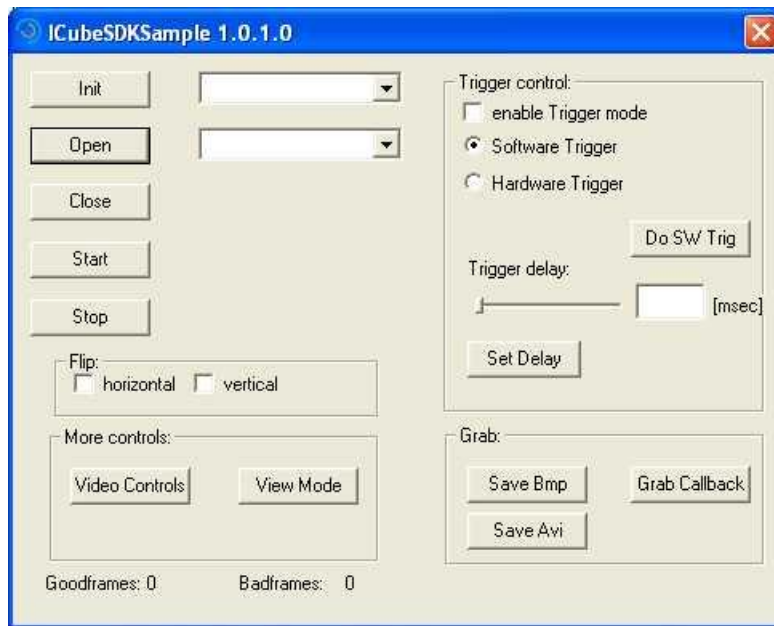 ICubeSDKSample 1.0.1.0
Init
Open
Close
Start
Stop
Flip:
horizontal vertical
More controls:
Video Controls View Mode
Goodframes: 0 Badframes: 0
Trigger control:
enable Trigger mode
Software Trigger
Hardware Trigger
Do SW Trig
Trigger delay:
[msec]
Set Delay
Grab:
Save Bmp Grab Callback
Save Avi